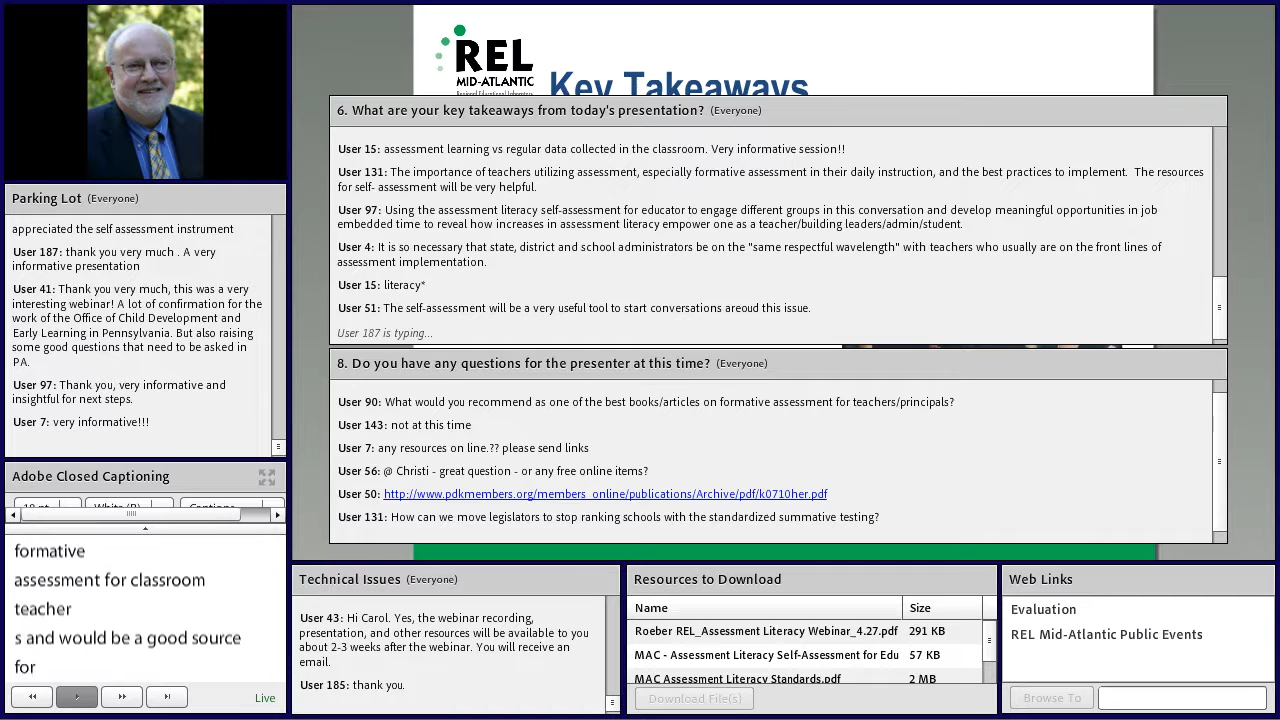 REL
MID-ATLANTIC
Regional Educational Laboratory
Key Takeaways
Parking Lot (Everyone)
appreciated the self assessment instrument
User 187: thank you very much . A very
informative presentation
User 41: Thank you very much, this was a very
interesting webinar! A lot of confirmation for the
work of the Office of Child Development and
Early Learning in Pennsylvania. But also raising
some good questions that need to be asked in
PA.
User 97: Thank you, very informative and
insightful for next steps.
User 7: very informative!!!
Adobe Closed Captioning
18 pt
White (B)
Captions
formative
assessment for classroom
teacher
s and would be a good source
for
Live
6. What are your key takeaways from today's presentation? (Everyone)
User 15: assessment learning vs regular data collected in the classroom. Very informative session!!
User 131: The importance of teachers utilizing assessment, especially formative assessment in their daily instruction, and the best practices to implement.  The resources
for self- assessment will be very helpful.
User 97: Using the assessment literacy self-assessment for educator to engage different groups in this conversation and develop meaningful opportunities in job
embedded time to reveal how increases in assessment literacy empower one as a teacher/building leaders/admin/student.
User 4: It is so necessary that state, district and school administrators be on the "same respectful wavelength" with teachers who usually are on the front lines of
assessment implementation.
User 15: literacy*
User 51: The self-assessment will be a very useful tool to start conversations areoud this issue.
User 187 is typing...
8. Do you have any questions for the presenter at this time? (Everyone)
User 90: What would you recommend as one of the best books/articles on formative assessment for teachers/principals?
User 143: not at this time
User 7: any resources on line.?? please send links
User 56: @ Christi - great question - or any free online items?
User 50: http://www.pdkmembers.org/members_online/publications/Archive/pdf/k0710her.pdf
User 131: How can we move legislators to stop ranking schools with the standardized summative testing?
Technical Issues (Everyone)
User 43: Hi Carol. Yes, the webinar recording,
presentation, and other resources will be available to you
about 2-3 weeks after the webinar. You will receive an
email.
User 185: thank you.
Resources to Download
Name Size
Roeber REL_Assessment Literacy Webinar_4.27.pdf 291 KB
MAC - Assessment Literacy Self-Assessment for Edu 57 KB
MAC Assessment Literacy Standards.pdf 2 MB
Download File(s)
Web Links
Evaluation
REL Mid-Atlantic Public Events
Browse To